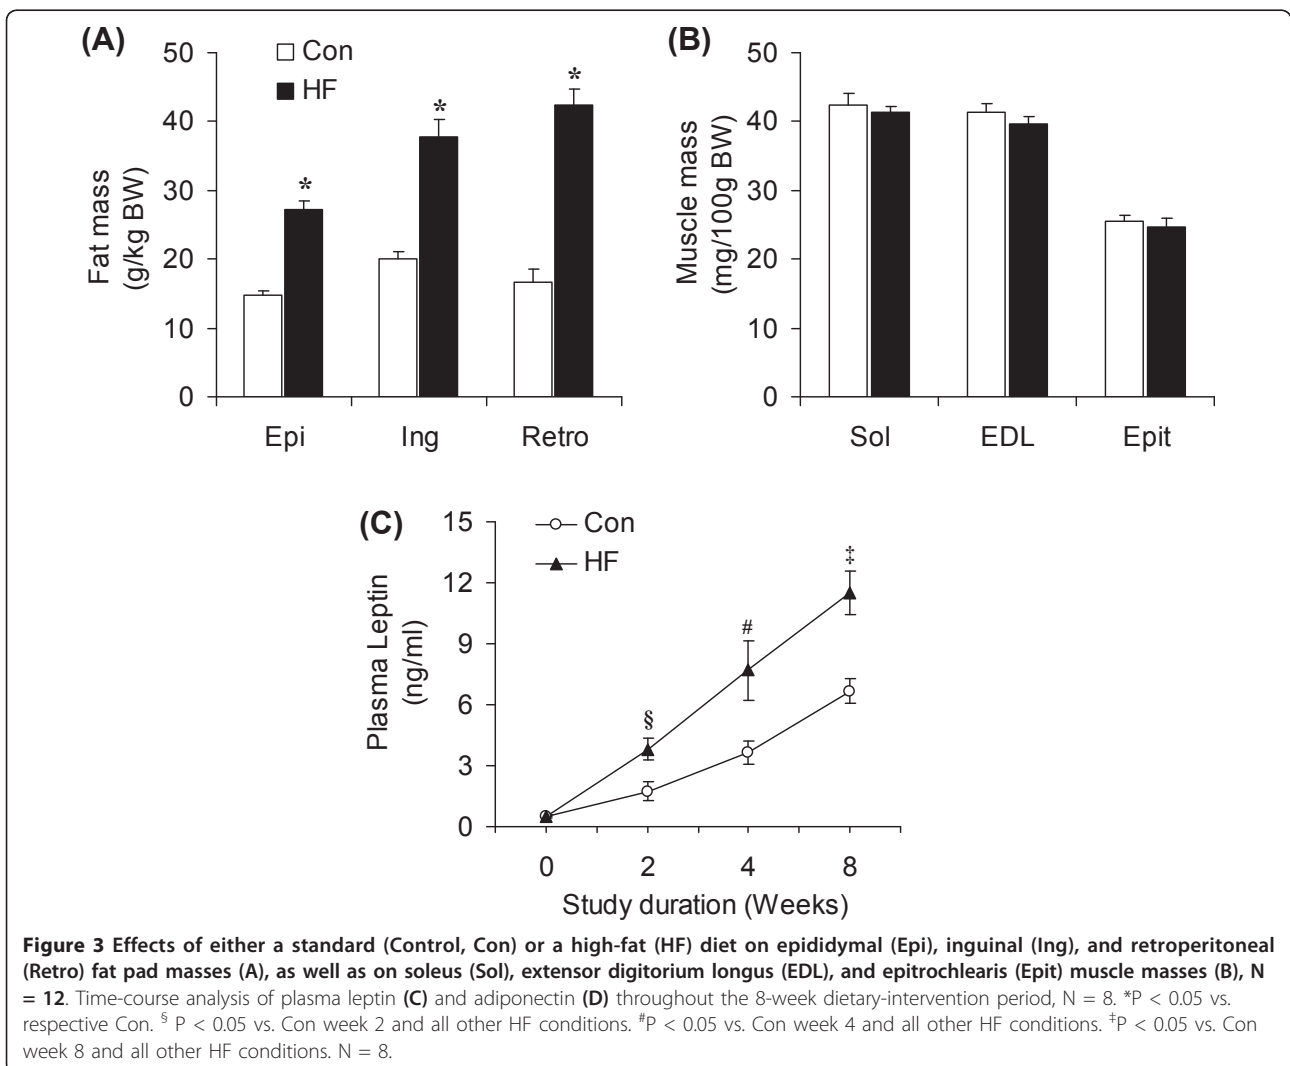 (A)
Con
HF
50
40
30
20
10
0
Fat mass
(g/kg BW)
*
*
*
Epi Ing Retro
(B)
50
40
30
20
10
0
Muscle mass
(mg/100g BW)
Sol EDL Epit
(C)
Con
HF
15
12
9
6
3
0
Plasma Leptin
(ng/ml)
§
#
‡
0 2 4 8
Study duration (Weeks)
Figure 3 Effects of either a standard (Control, Con) or a high-fat (HF) diet on epididymal (Epi), inguinal (Ing), and retroperitoneal
(Retro) fat pad masses (A), as well as on soleus (Sol), extensor digitorium longus (EDL), and epitrochlearis (Epit) muscle masses (B), N
= 12. Time-course analysis of plasma leptin (C) and adiponectin (D) throughout the 8-week dietary-intervention period, N = 8. *P < 0.05 vs.
respective Con. § P < 0.05 vs. Con week 2 and all other HF conditions. #P < 0.05 vs. Con week 4 and all other HF conditions. ‡P < 0.05 vs. Con
week 8 and all other HF conditions. N = 8.